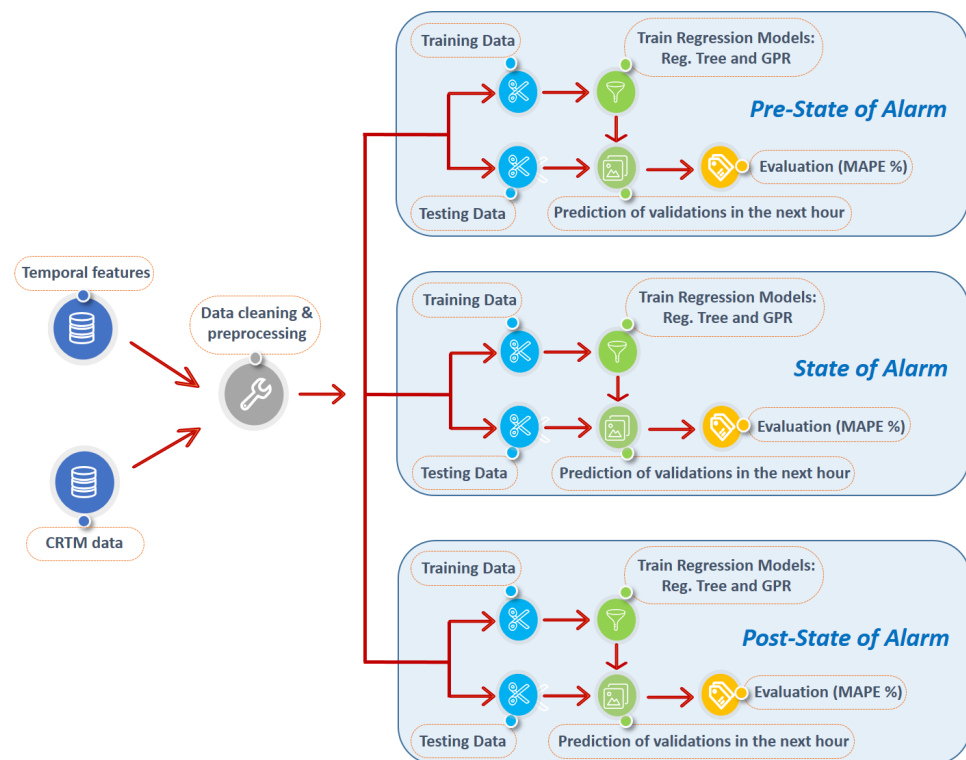 Temporal features
CRTM data
Data cleaning &
preprocessing
Training Data
Train Regression Models:
Reg. Tree and GPR
Pre-State of Alarm
Evaluation (MAPE %)
Testing Data
Prediction of validations in the next hour
Training Data
Train Regression Models:
Reg. Tree and GPR
State of Alarm
Evaluation (MAPE %)
Testing Data
Prediction of validations in the next hour
Training Data
Train Regression Models:
Reg. Tree and GPR
Post-State of Alarm
Evaluation (MAPE %)
Testing Data
Prediction of validations in the next hour